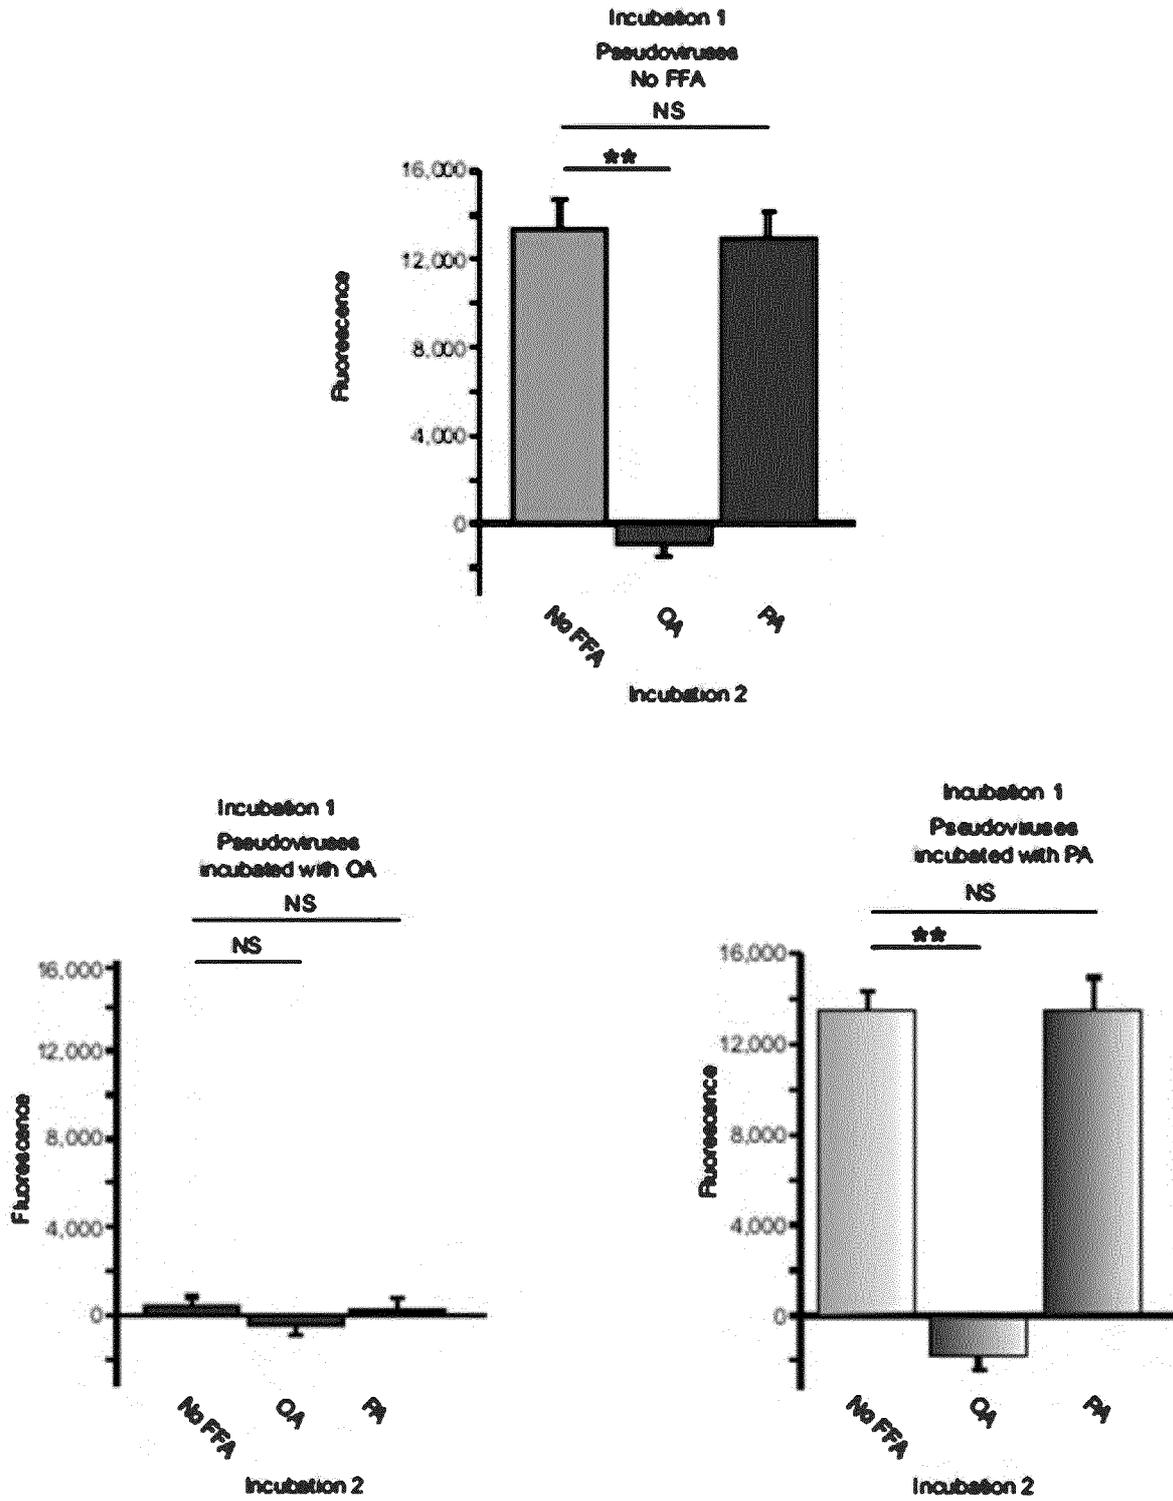 Incubation 1
Pseudoviruses
No FFA
NS
**
16,000
12,000
8,000
4,000
0
Fluorescence
No FFA
OA
PA
Incubation 2
Incubation 1
Pseudoviruses
incubated with OA
NS
NS
16,000
12,000
8,000
4,000
0
Fluorescence
No FFA
OA
PA
Incubation 2
Incubation 1
Pseudoviruses
incubated with PA
NS
**
16,000
12,000
8,000
4,000
0
Fluorescence
No FFA
OA
PA
Incubation 2